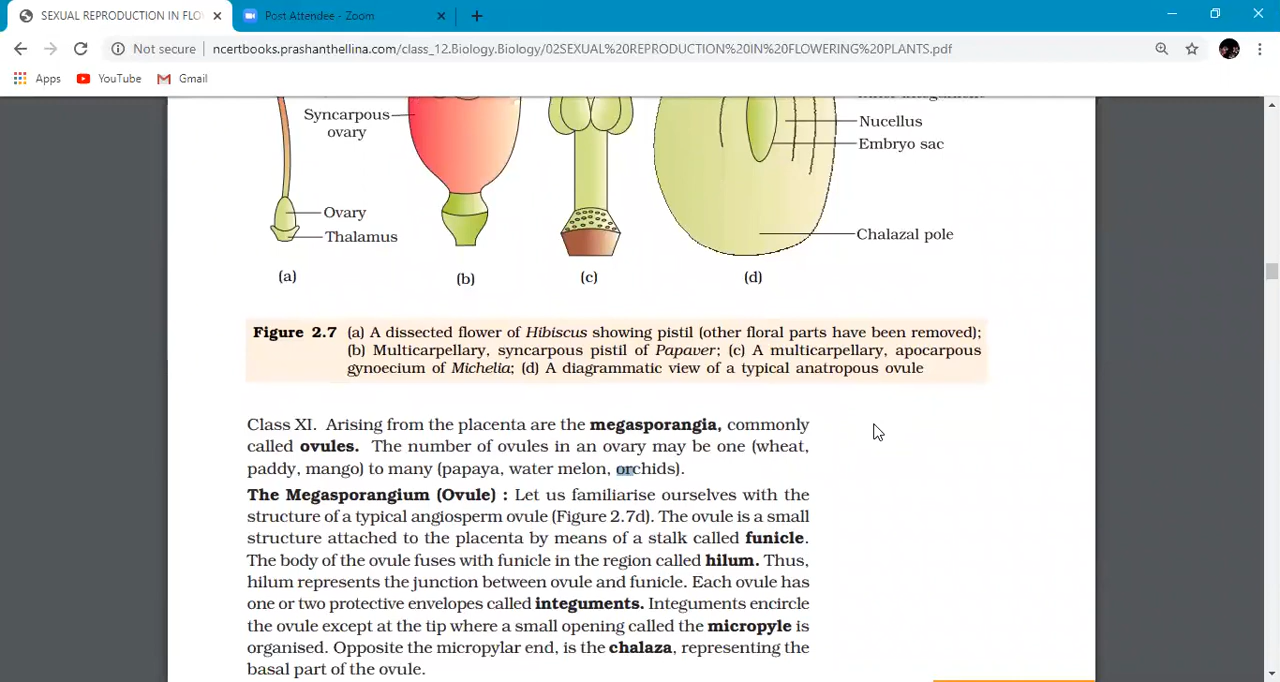 SEXUAL REPRODUCTION IN FLO
Post Attendee - Zoom
Not secure
ncertbooks.prashanthellina.com/class_12.Biology.Biology/02SEXUAL%20REPRODUCTION%20IN%20FLOWERING%20PLANTS.pdf
Apps
YouTube
Gmail
Syncarpous
ovary
Ovary
Thalamus
Nucellus
Embryo sac
Chalazal pole
(a)
(b)
(c)
(d)
Figure 2.7 (a) A dissected flower of Hibiscus showing pistil (other floral parts have been removed);
(b) Multicarpellary, syncarpous pistil of Papaver; (c) A multicarpellary, apocarpous
gynoecium of Michelia; (d) A diagrammatic view of a typical anatropous ovule
Class XI. Arising from the placenta are the megasporangia, commonly
called ovules. The number of ovules in an ovary may be one (wheat,
paddy, mango) to many (papaya, water melon, orchids).
The Megasporangium (Ovule) : Let us familiarise ourselves with the
structure of a typical angiosperm ovule (Figure 2.7d). The ovule is a small
structure attached to the placenta by means of a stalk called funicle.
The body of the ovule fuses with funicle in the region called hilum. Thus,
hilum represents the junction between ovule and funicle. Each ovule has
one or two protective envelopes called integuments. Integuments encircle
the ovule except at the tip where a small opening called the micropyle is
organised. Opposite the micropylar end, is the chalaza, representing the
basal part of the ovule.